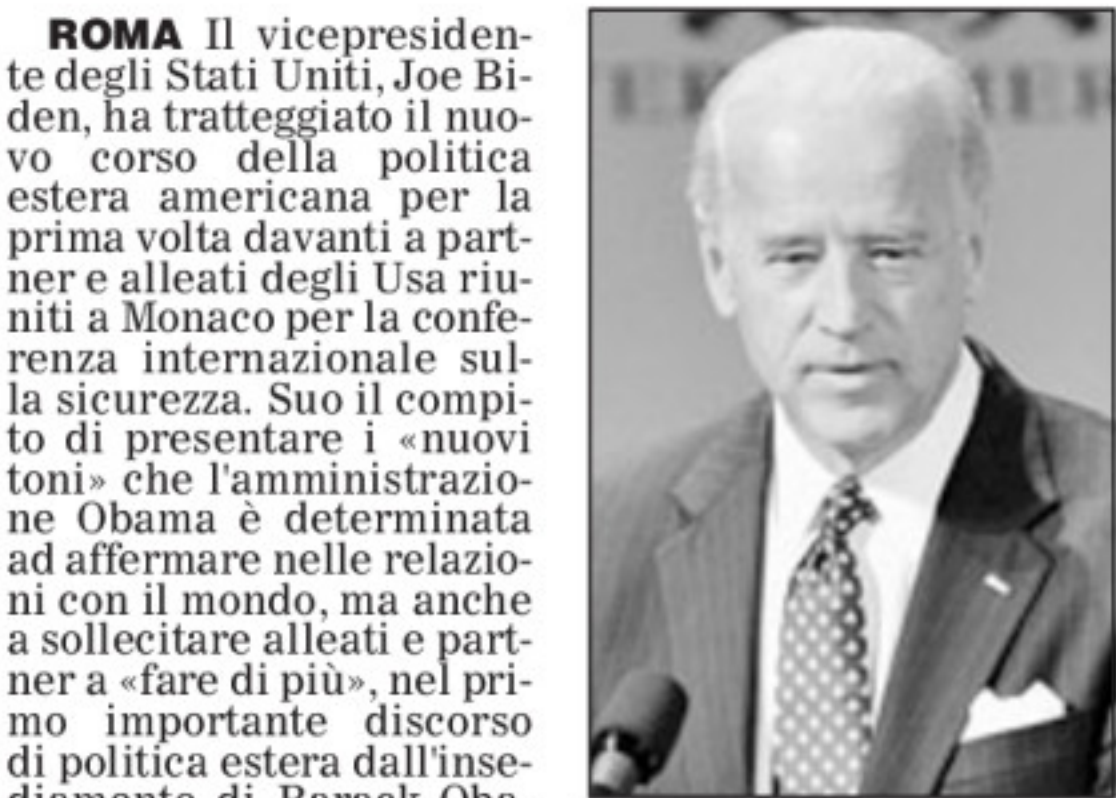 ROMA Il vicepresiden-
te degli Stati Uniti, Joe Bi-
den, ha tratteggiato il nuo-
vo corso della politica
estera americana per la
prima volta davanti a part-
ner e alleati degli Usa riu-
niti a Monaco per la confe-
renza internazionale sul-
la sicurezza. Suo il compi-
to di presentare i «nuovi
toni» che l'amministrazio-
ne Obama è determinata
ad affermare nelle relazio-
ni con il mondo, ma anche
a sollecitare alleati e part-
ner a «fare di più», nel pri-
mo importante discorso
di politica estera dall'inse-
diamento di Barack Oba-